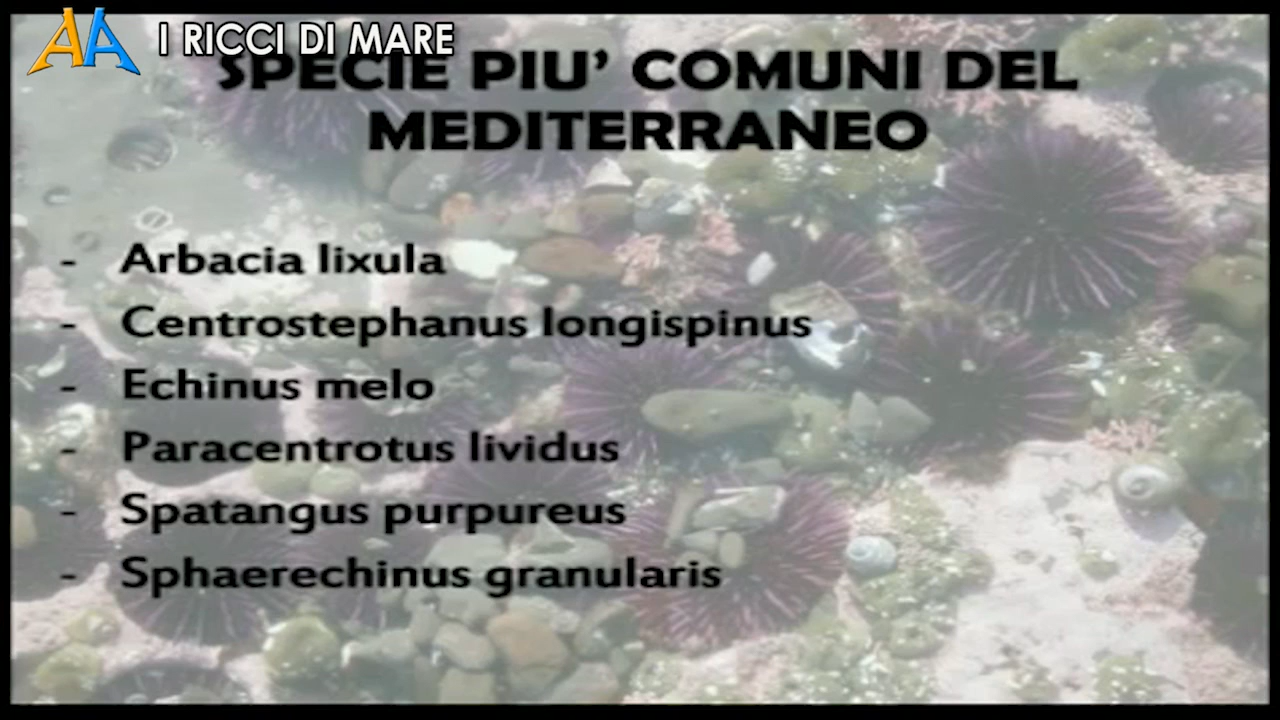 AA I RICCI DI MARE
SPECIE PIU' COMUNI DEL
MEDITERRANEO
- Arbacia lixula
- Centrostephanus longispinus
- Echinus melo
- Paracentrotus lividus
- Spatangus purpureus
- Sphaerechinus granularis